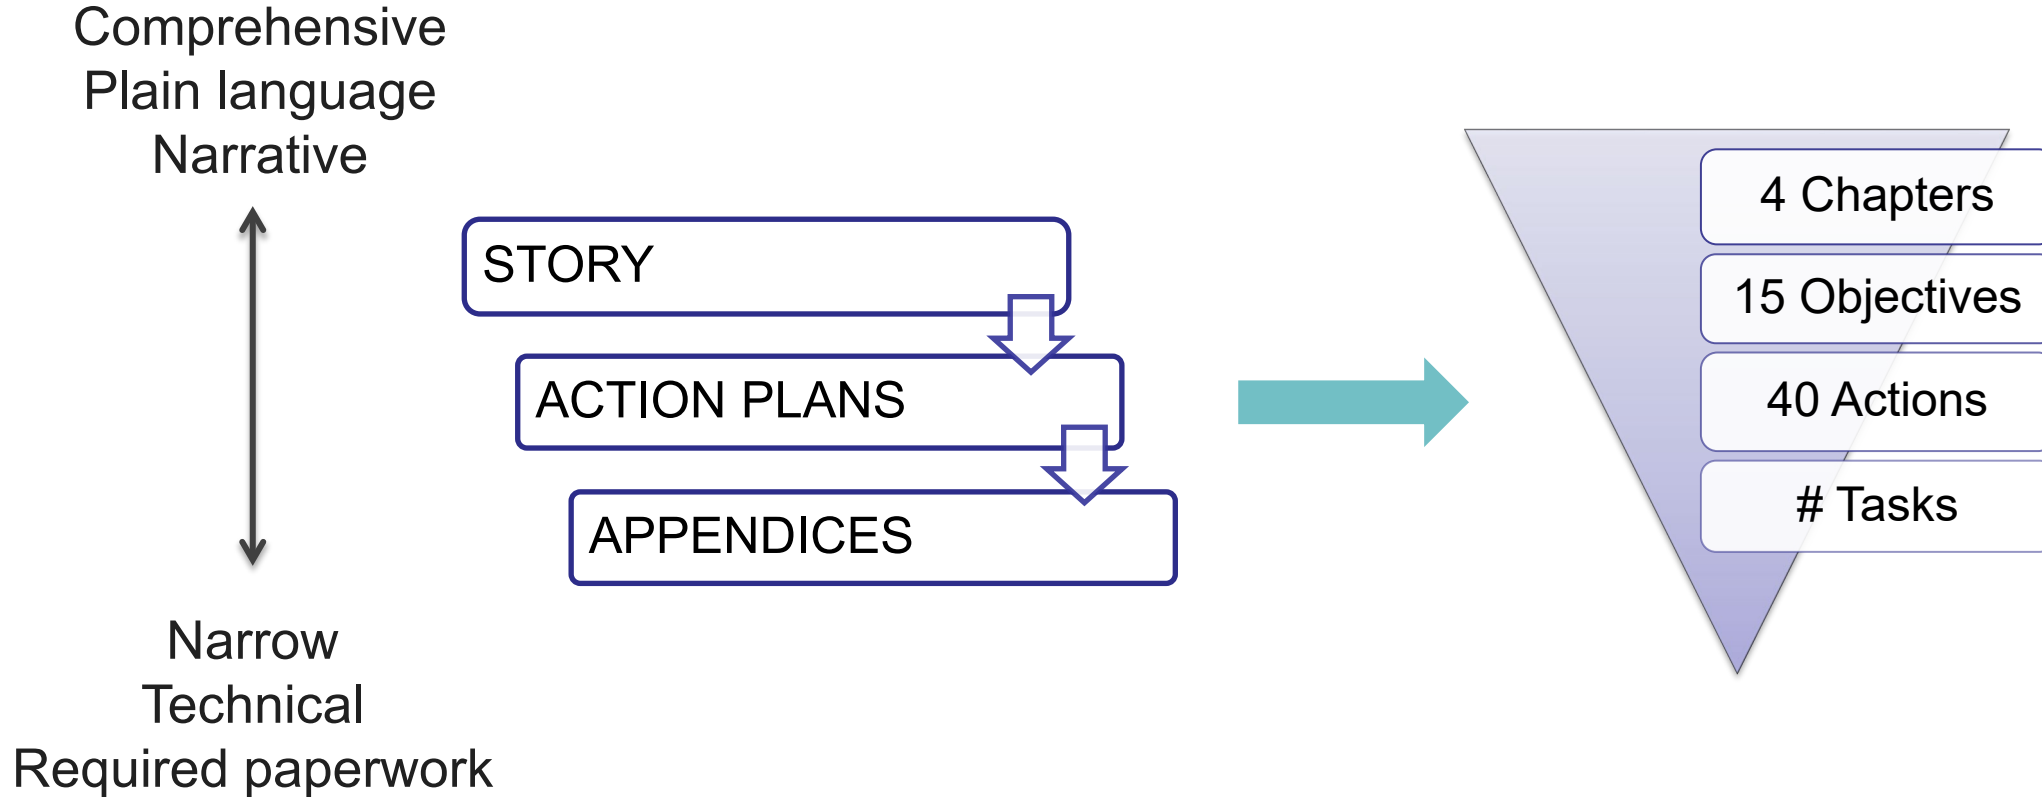 Comprehensive
Plain language
Narrative
Narrow
Technical
Required paperwork
STORY
ACTION PLANS
APPENDICES
4 Chapters
15 Objectives
40 Actions
# Tasks